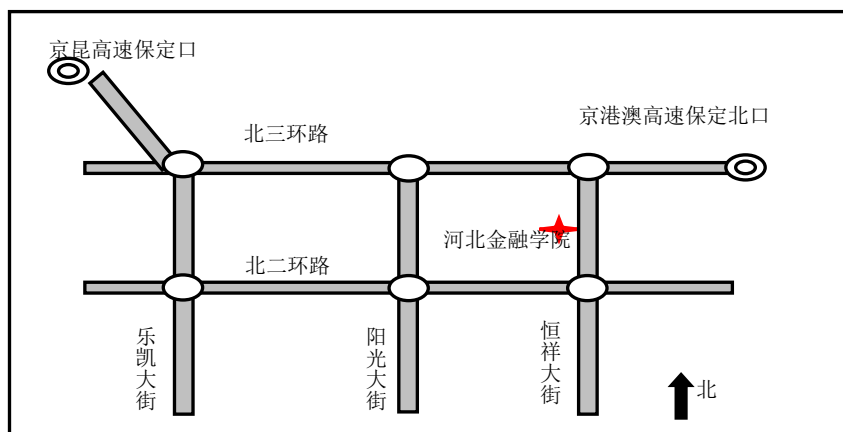 京昆高速保定口
京港澳高速保定北口
北三环路
河北金融学院
北二环路
乐凯大街
阳光大街
恒祥大街
北